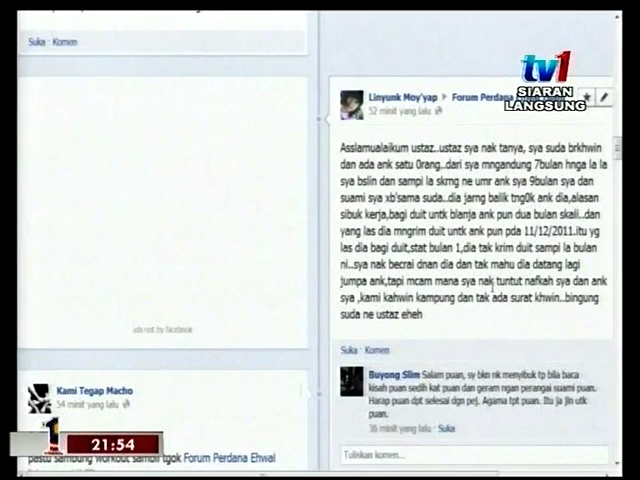 Suka · Komen
tv1
SIARAN
LANGSUNG
Linyunk Moy'yap ▸ Forum Perdana
52 minit yang lalu
Asslamualaikum ustaz..ustaz sya nak tanya, sya suda brkhwin
dan ada ank satu 0rang..dari sya mngandung 7bulan hnga la la
sya bslin dan sampi la skrng ne umr ank sya 9bulan sya dan
suami sya xb'sama suda..dia jarng balik tng0k ank dia,alasan
sibuk kerja,bagi duit untk blanja ank pun dua bulan skali..dan
yang las dia mngrim duit untk ank pun pda 11/12/2011.itu yg
las dia bagi duit,stat bulan 1,dia tak krim duit sampi la bulan
ni..sya nak becrai dnan dia dan tak mahu dia datang lagi
jumpa ank,tapi mcam mana sya nak tuntut nafkah sya dan ank
sya ,kami kahwin kampung dan tak ada surat khwin..bingung
suda ne ustaz eheh
ads not by facebook
Suka · Komen
Buyong Slim Salam puan, sy bkn nk menyibuk tp bila baca
kisah puan sedih kat puan dan geram ngan perangai suami puan.
Harap puan dpt selesai dgn pej. Agama tpt puan. Itu ja jln utk
puan.
36 minit yang lalu · Suka
Tuliskan komen...
Kami Tegap Macho
54 minit yang lalu
pastu sambung workout sambil tgok Forum Perdana Ehwal
1
21:54